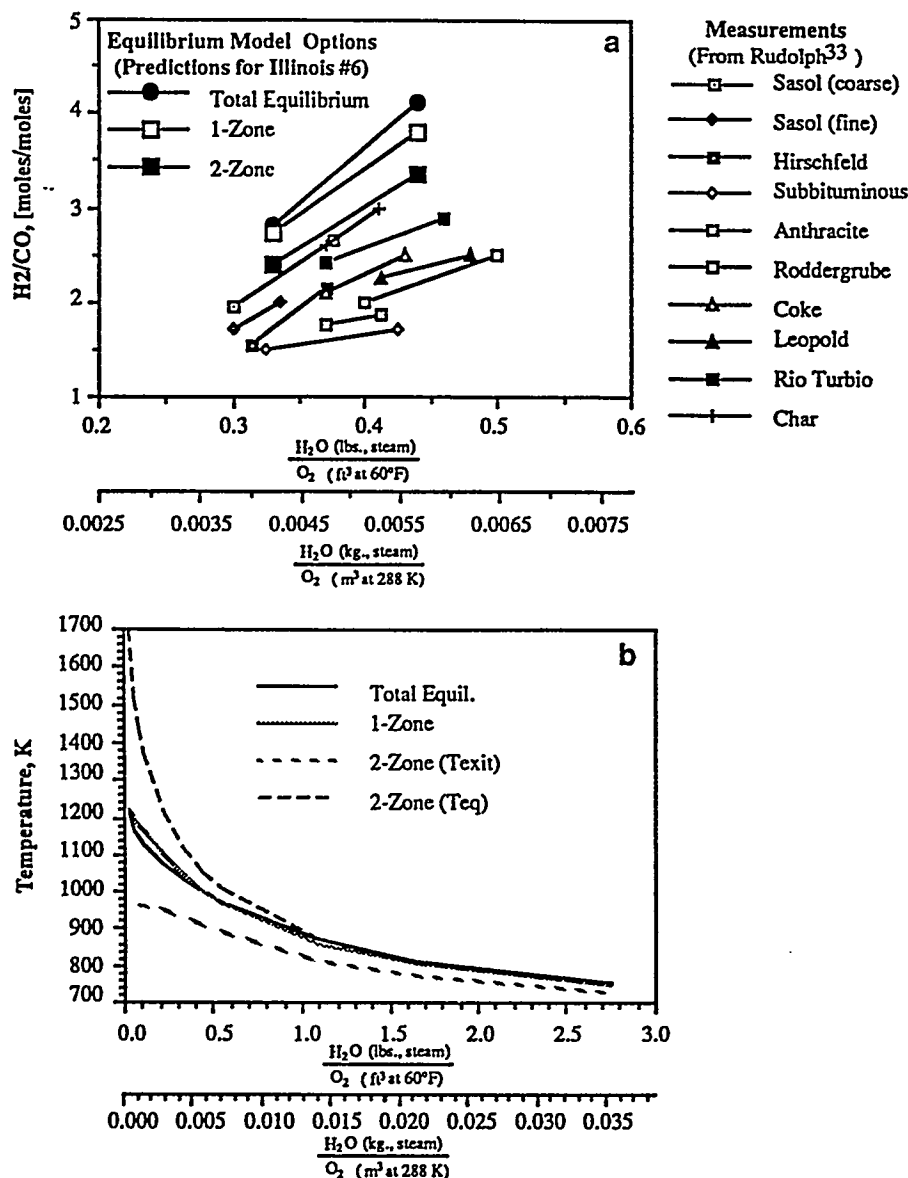 a
Equilibrium Model Options
(Predictions for Illinois #6)
Total Equilibrium
1-Zone
2-Zone
H2/CO, [moles/moles]
5
4
3
2
1
0.2
0.3
0.4
0.5
0.6
H₂O (lbs., steam)
O₂ (ft³ at 60°F)
0.0025
0.0035
0.0045
0.0055
0.0065
0.0075
H₂O (kg., steam)
O₂ (m³ at 288 K)
Measurements
(From Rudolph³³)
Sasol (coarse)
Sasol (fine)
Hirschfeld
Subbituminous
Anthracite
Roddergrube
Coke
Leopold
Rio Turbio
Char
b
Total Equil.
1-Zone
2-Zone (Texit)
2-Zone (Teq)
Temperature, K
1700
1600
1500
1400
1300
1200
1100
1000
900
800
700
0.0
0.5
1.0
1.5
2.0
2.5
3.0
H₂O (lbs., steam)
O₂ (ft³ at 60°F)
0.000
0.005
0.010
0.015
0.020
0.025
0.030
0.035
H₂O (kg., steam)
O₂ (m³ at 288 K)